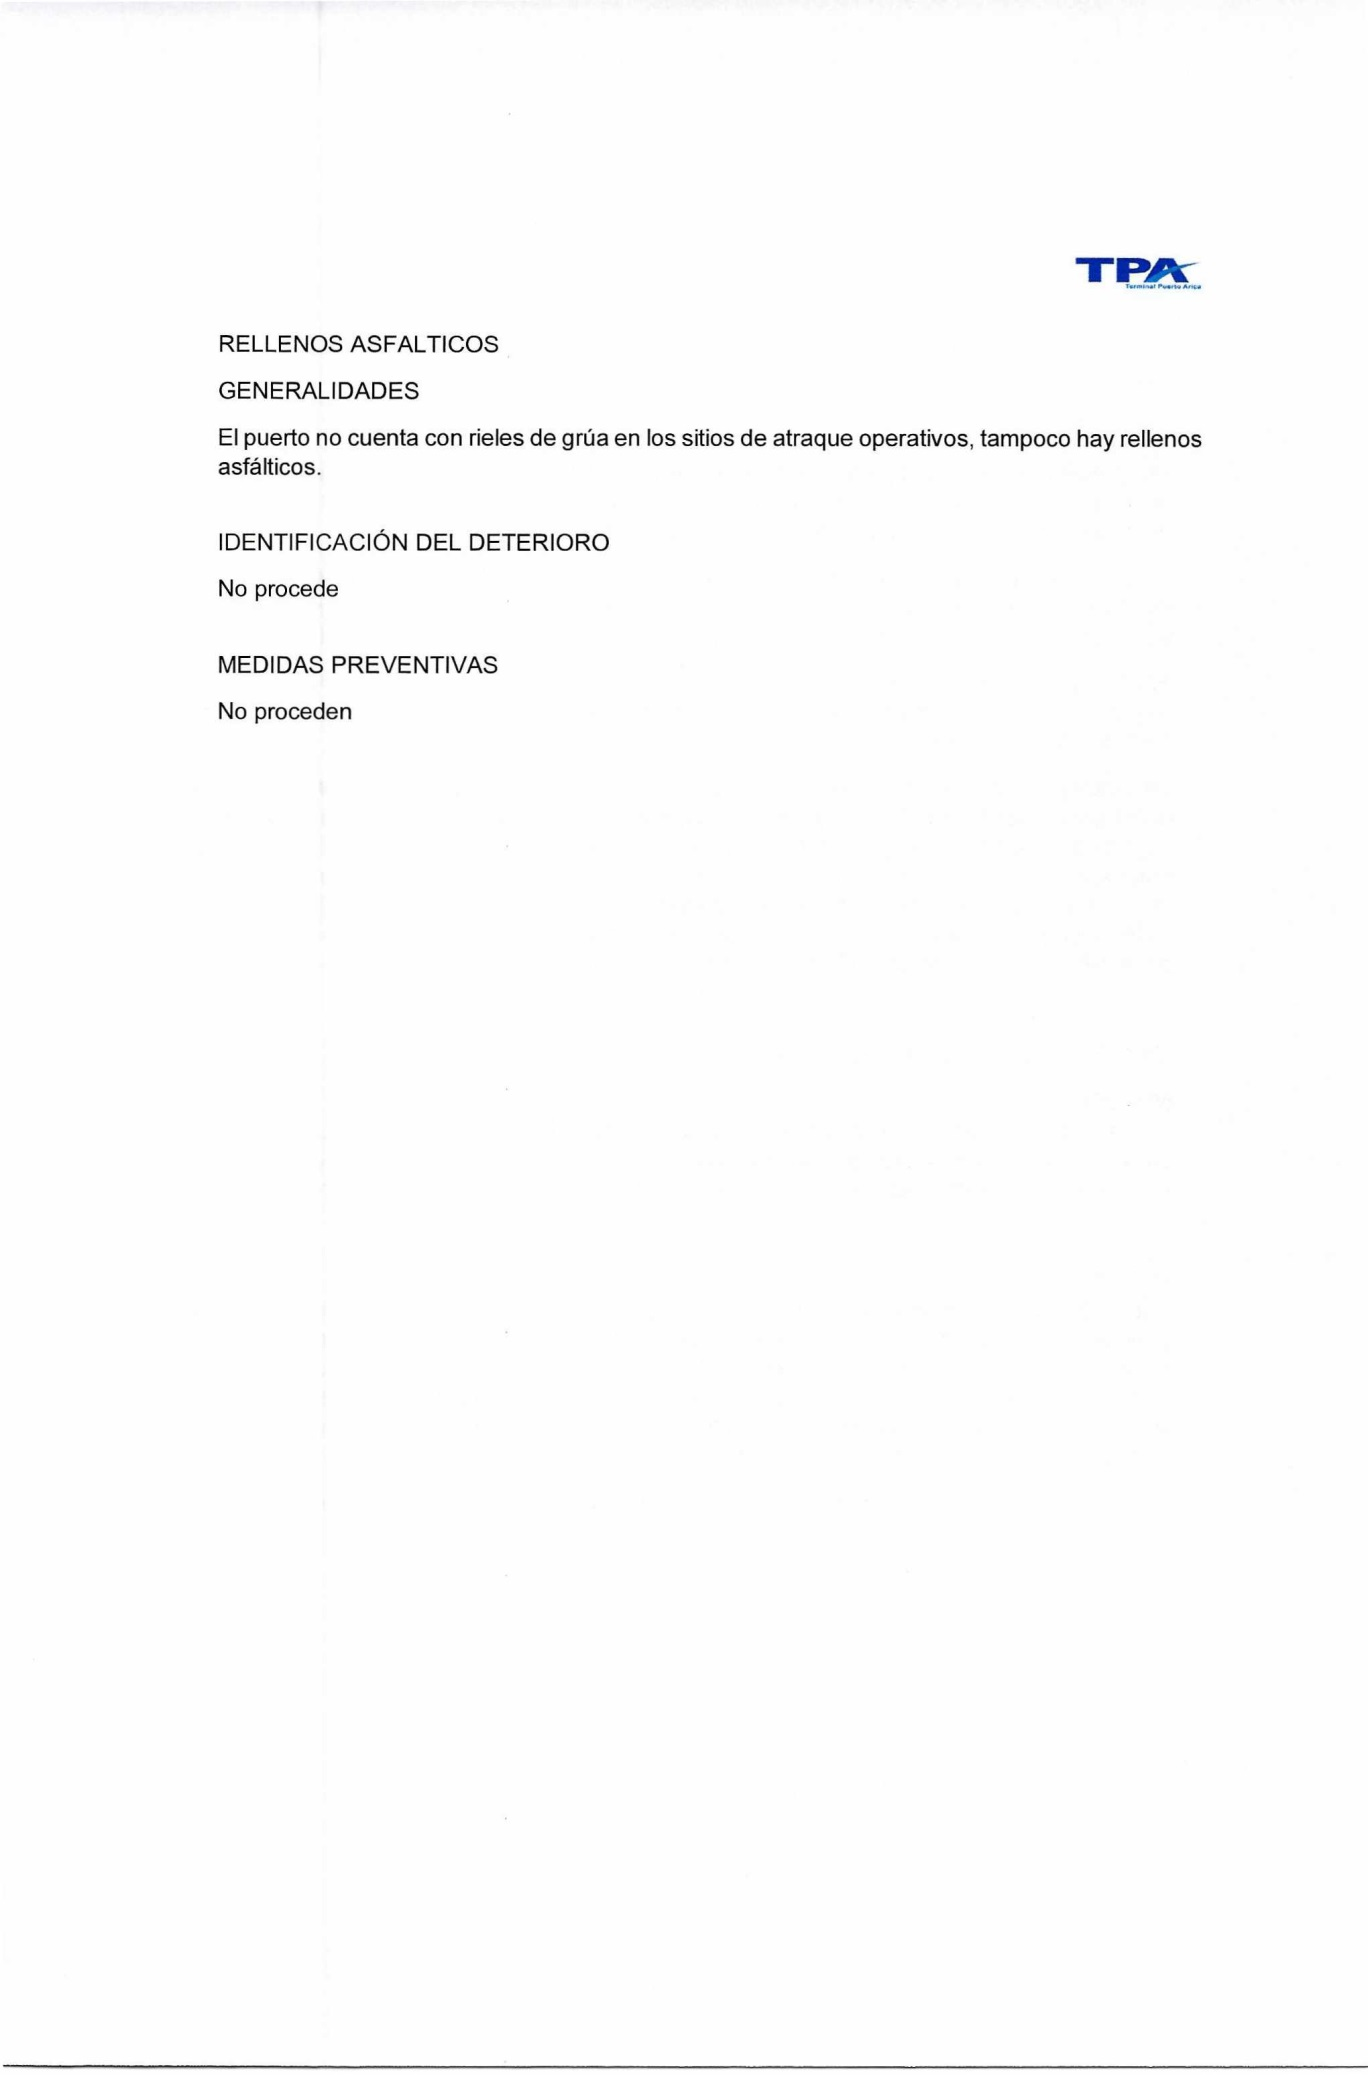 TPA
Terminal Puerto Arica
RELLENOS ASFALTICOS
GENERALIDADES
El puerto no cuenta con rieles de grúa en los sitios de atraque operativos, tampoco hay rellenos
asfálticos.
IDENTIFICACIÓN DEL DETERIORO
No procede
MEDIDAS PREVENTIVAS
No proceden